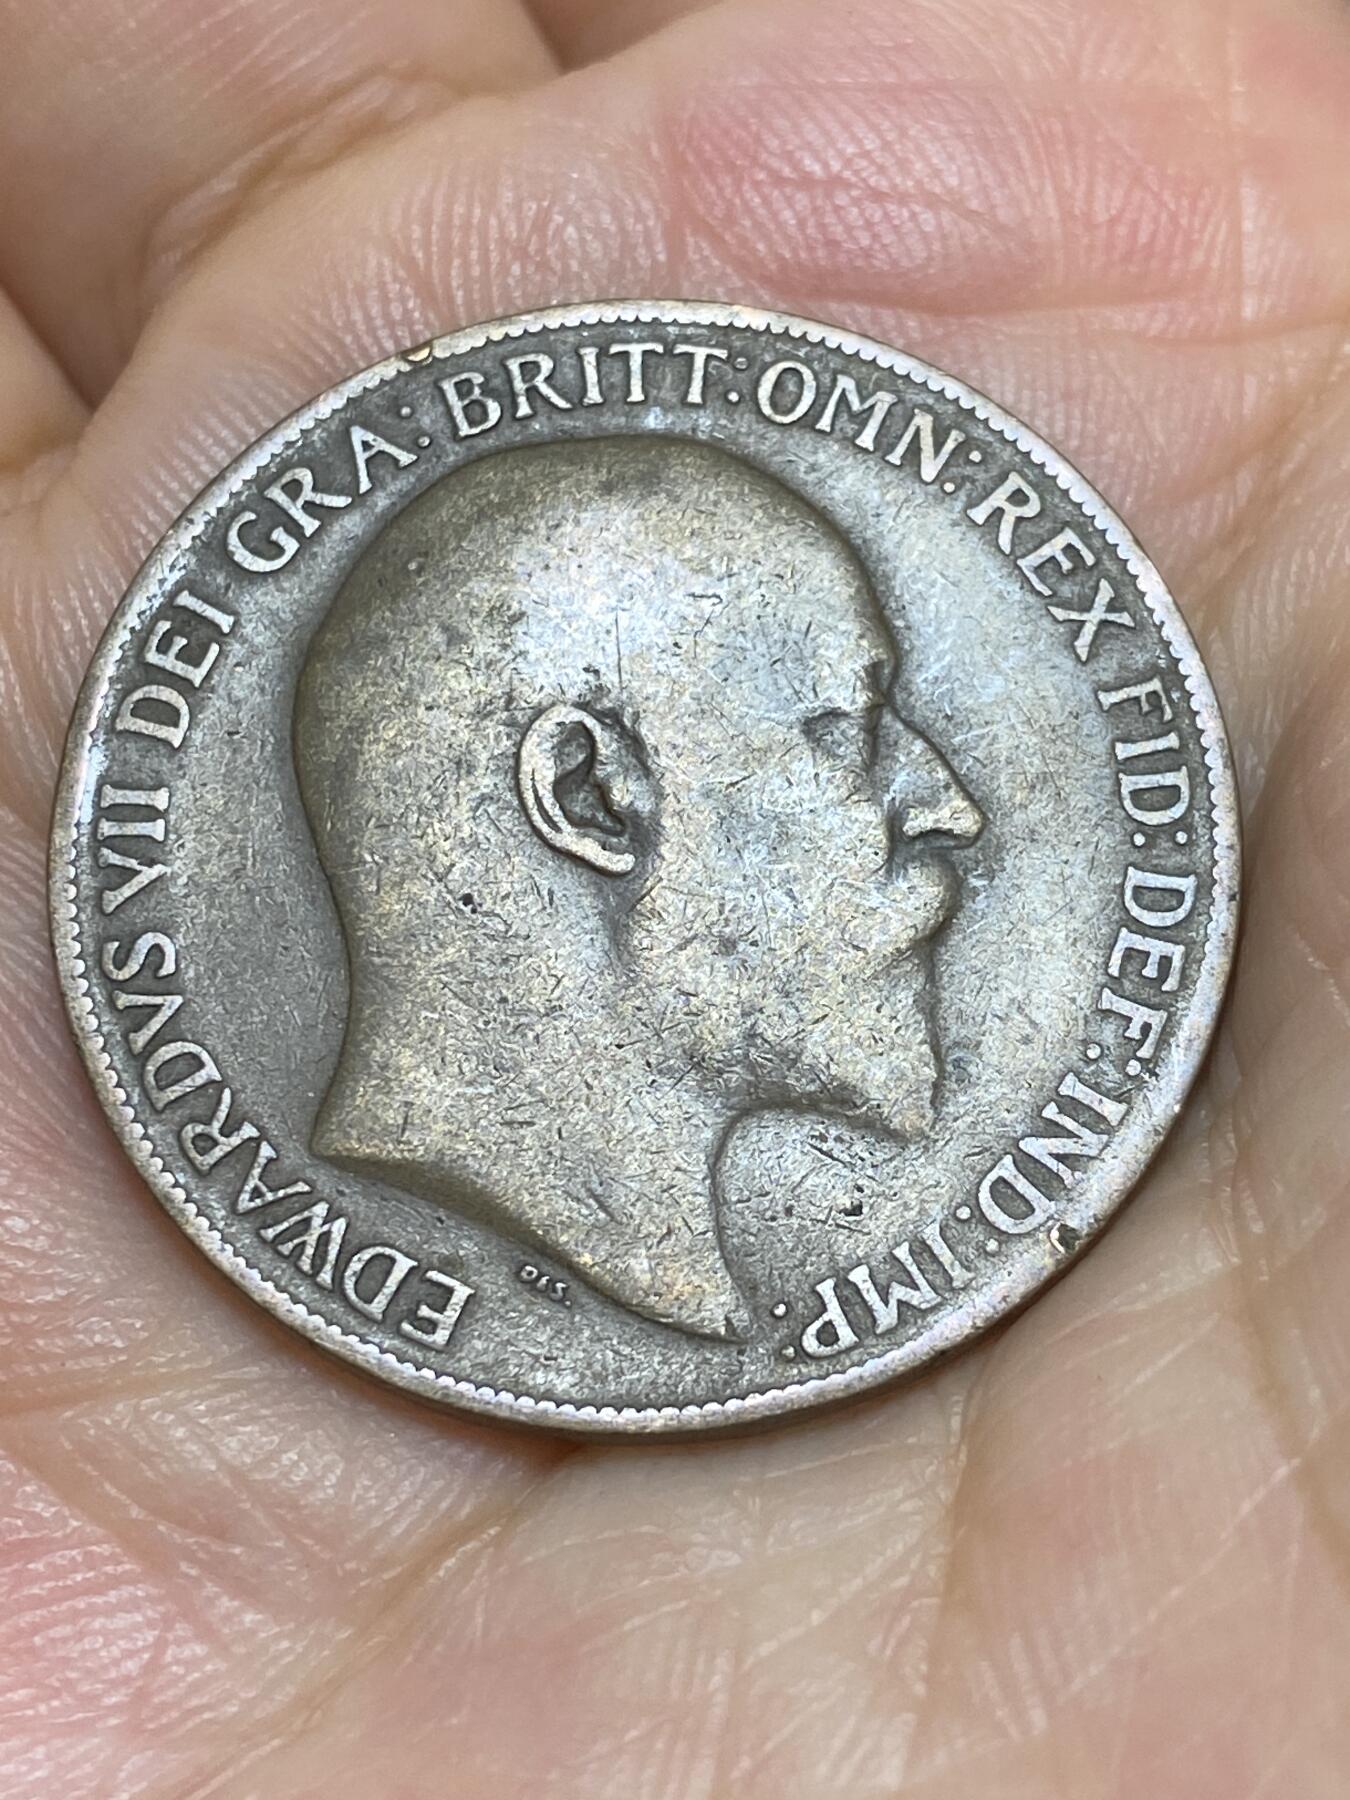 EDWARDVS VII DEI GRA: BRITT: OMN: REX FID: DEF: IND: IMP:
DES.